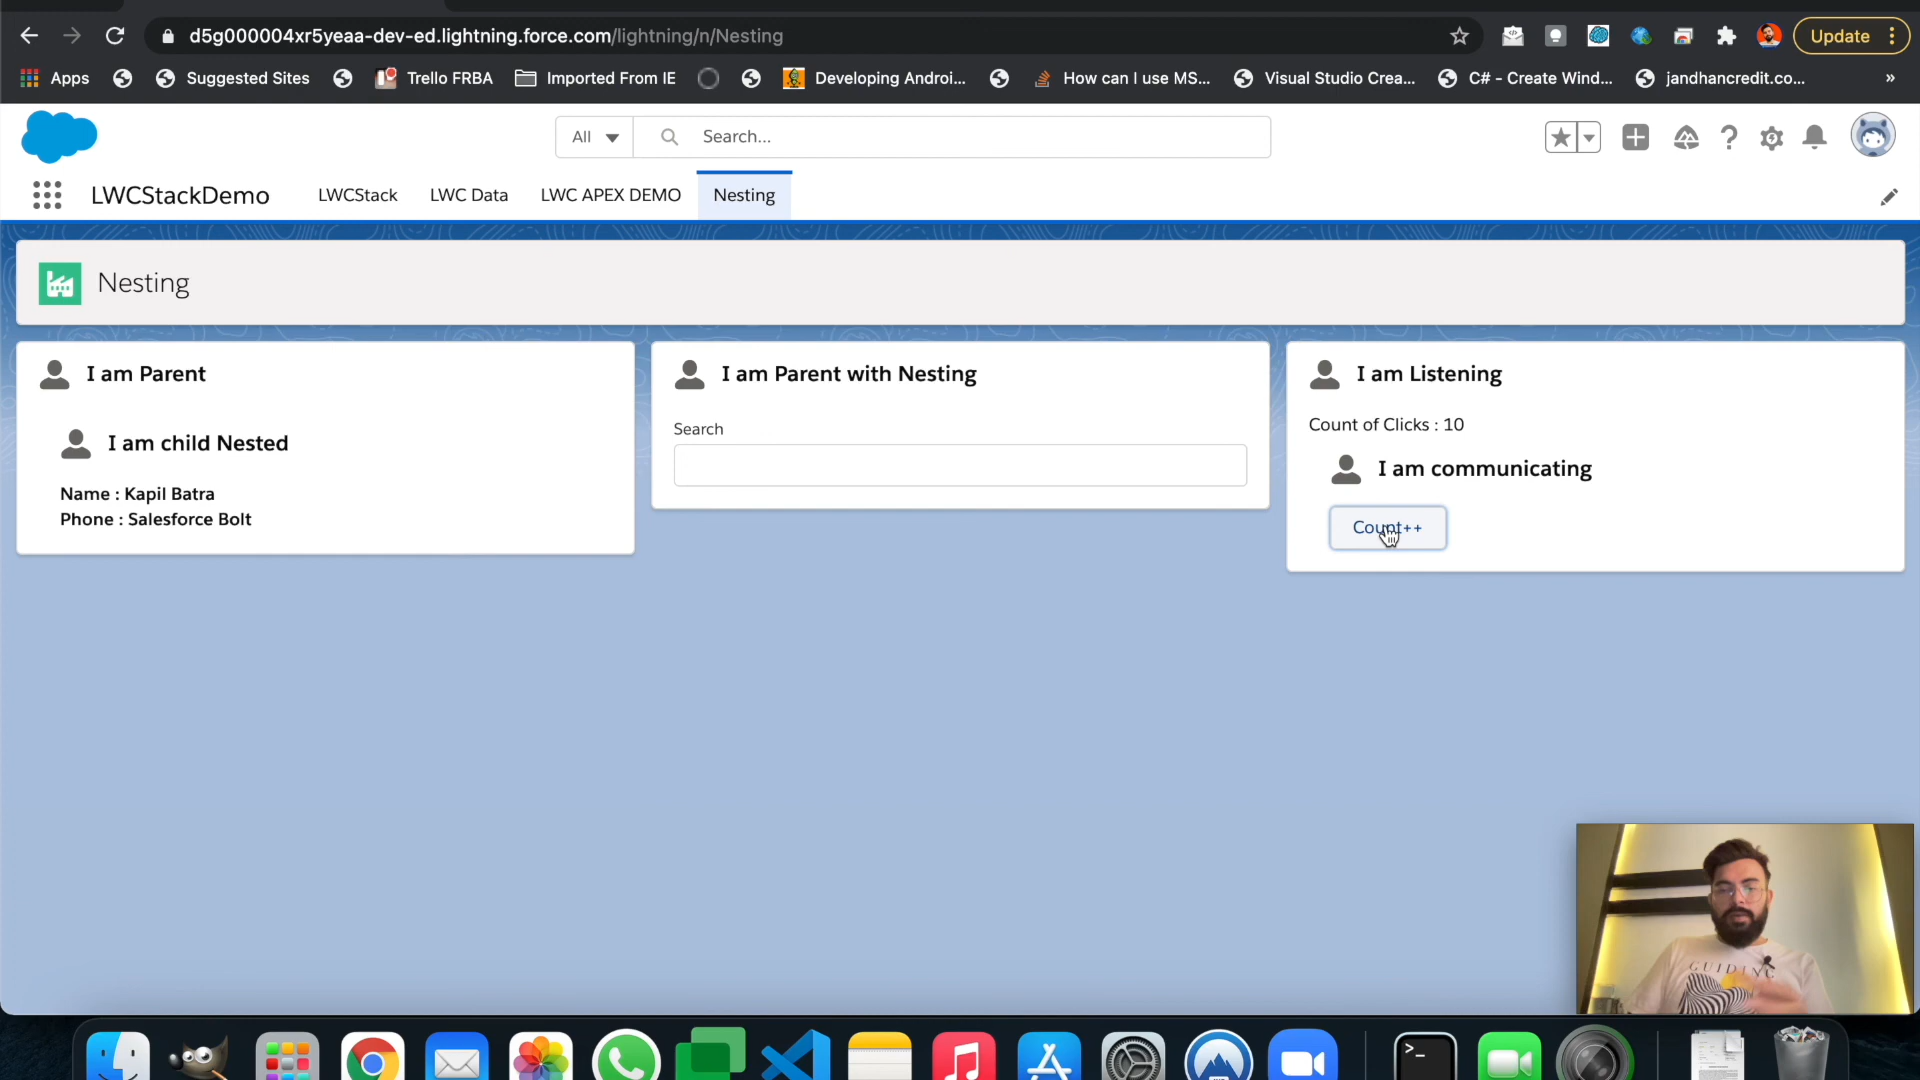 d5g000004xr5yeaa-dev-ed.lightning.force.com/lightning/n/Nesting
Update
Apps
Suggested Sites
Trello FRBA
Imported From IE
Developing Androi...
How can I use MS...
Visual Studio Crea...
C# - Create Wind...
jandhancredit.co...
»
All
Search...
LWCStackDemo
LWCStack
LWC Data
LWC APEX DEMO
Nesting
Nesting
I am Parent
I am child Nested
Name : Kapil Batra
Phone : Salesforce Bolt
I am Parent with Nesting
Search
I am Listening
Count of Clicks : 10
I am communicating
Count++
GUIDING
>_